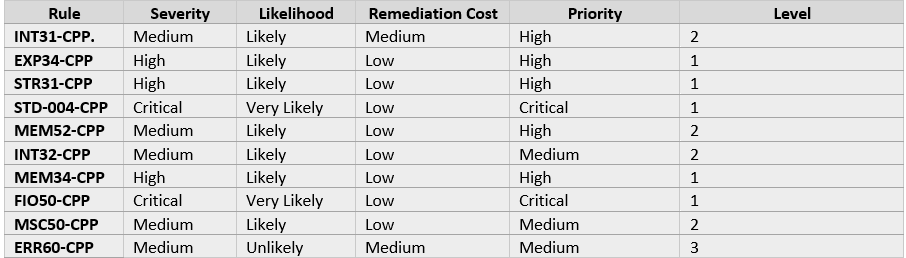 Rule Severity Likelihood Remediation Cost Priority Level
INT31-CPP. Medium Likely Medium High 2
EXP34-CPP High Likely Low High 1
STR31-CPP High Likely Low High 1
STD-004-CPP Critical Very Likely Low Critical 1
MEM52-CPP Medium Likely Low High 2
INT32-CPP Medium Likely Low Medium 2
MEM34-CPP High Likely Low High 1
FIO50-CPP Critical Very Likely Low Critical 1
MSC50-CPP Medium Likely Low Medium 2
ERR60-CPP Medium Unlikely Medium Medium 3